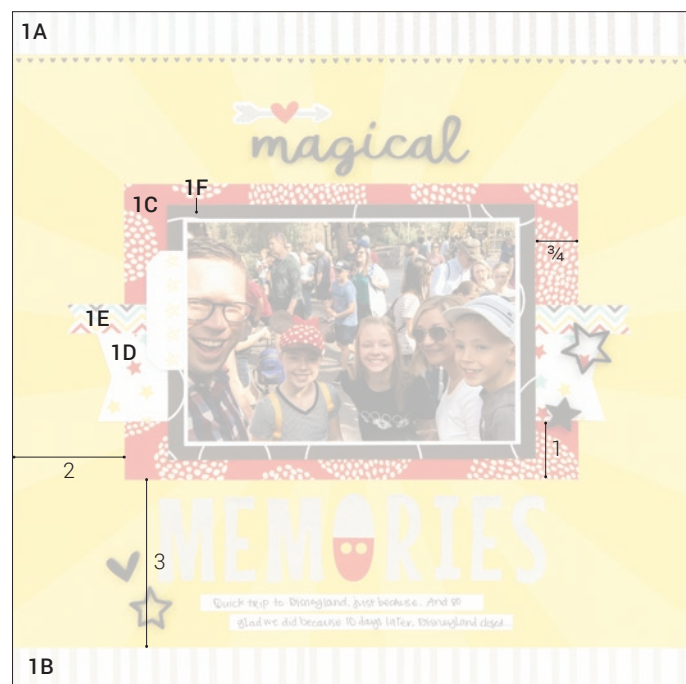 1A
magical
1F
1C
¾
1E
1D
1
2
MEMORIES
3
Quick trip to Disneyland, just because. And so
glad we did because 10 days later, Disneyland closed...
1B